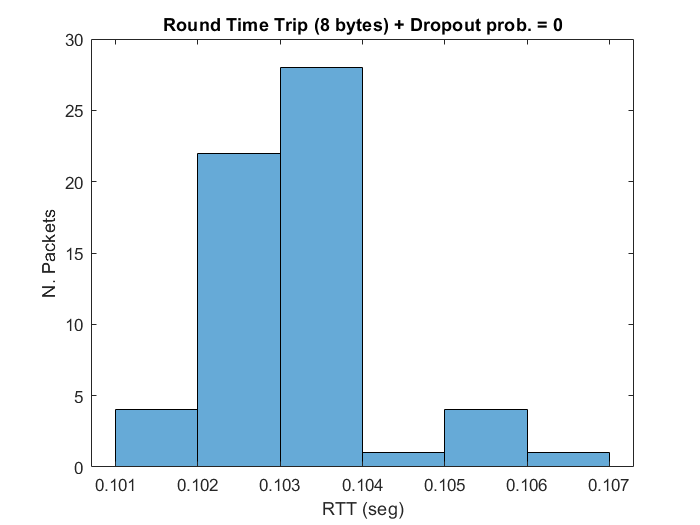 Round Time Trip (8 bytes) + Dropout prob. = 0
30
25
20
15
10
5
0
N. Packets
0.101 0.102 0.103 0.104 0.105 0.106 0.107
RTT (seg)